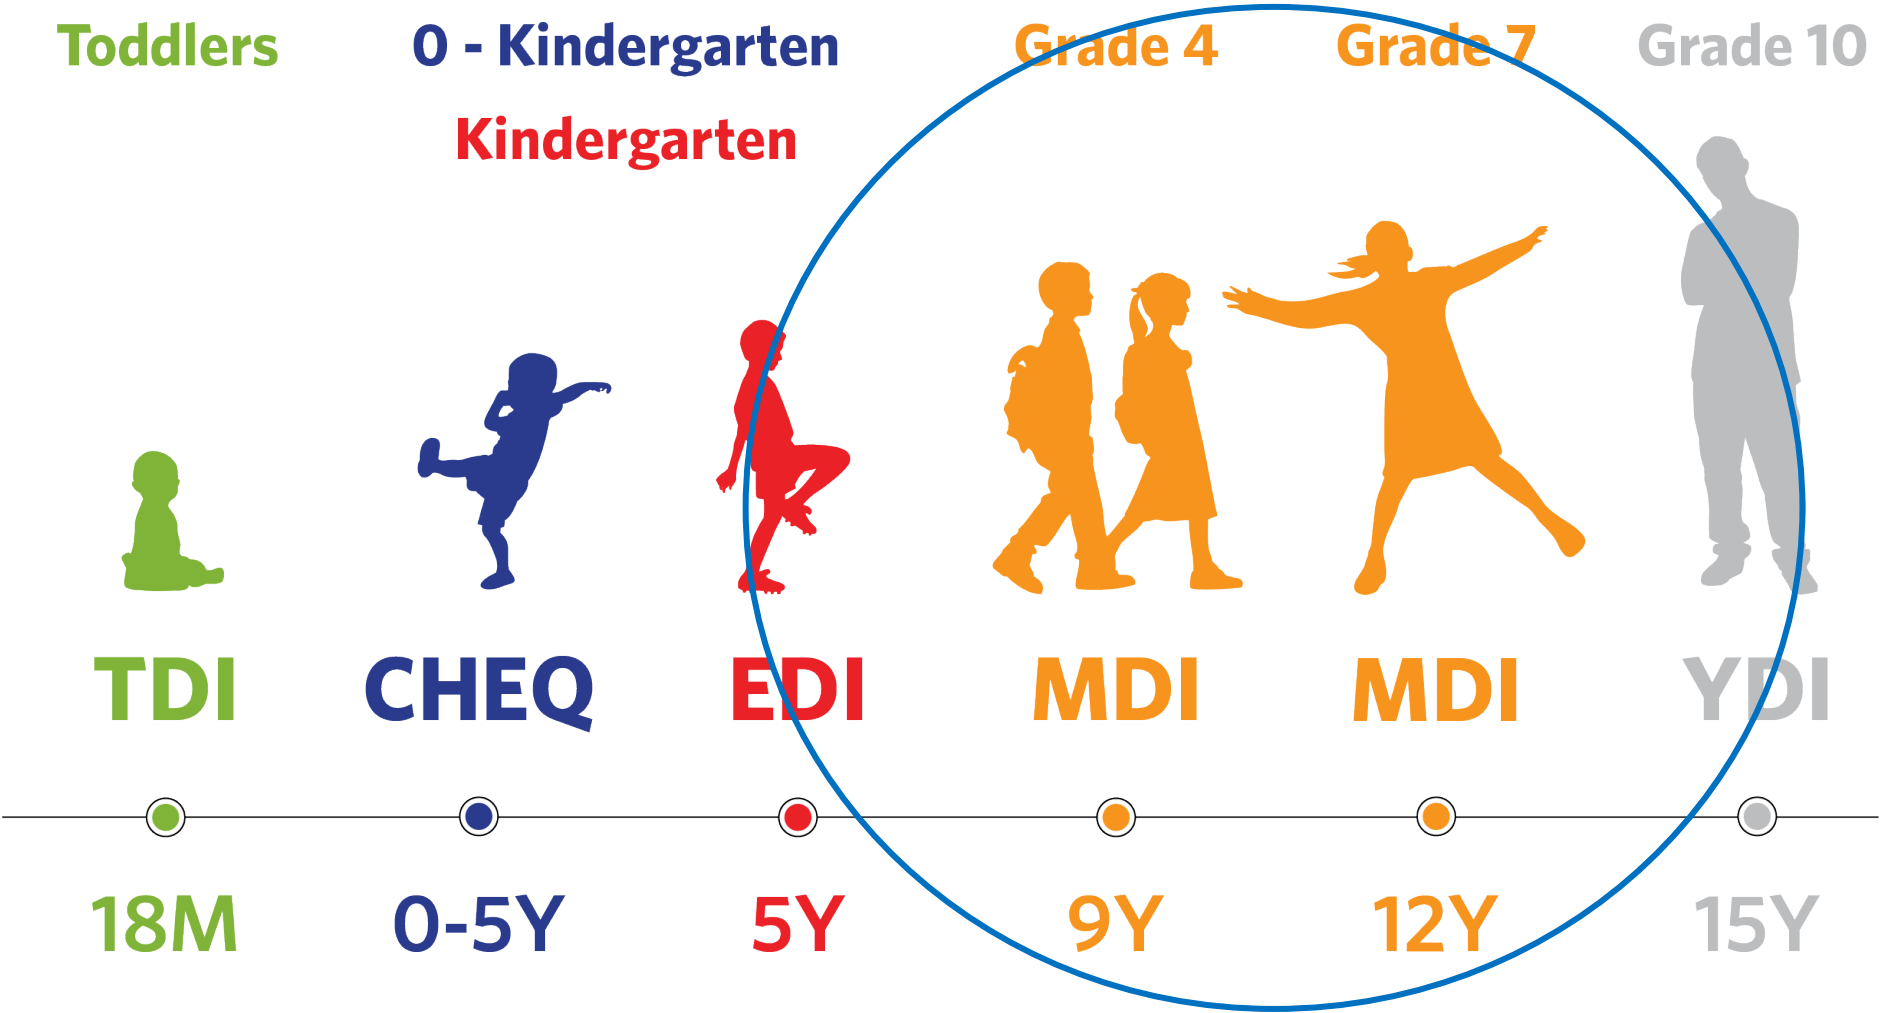 Toddlers
0 - Kindergarten
Grade 4
Grade 7
Grade 10
Kindergarten
TDI
CHEQ
EDI
MDI
MDI
YDI
18M
0-5Y
5Y
9Y
12Y
15Y